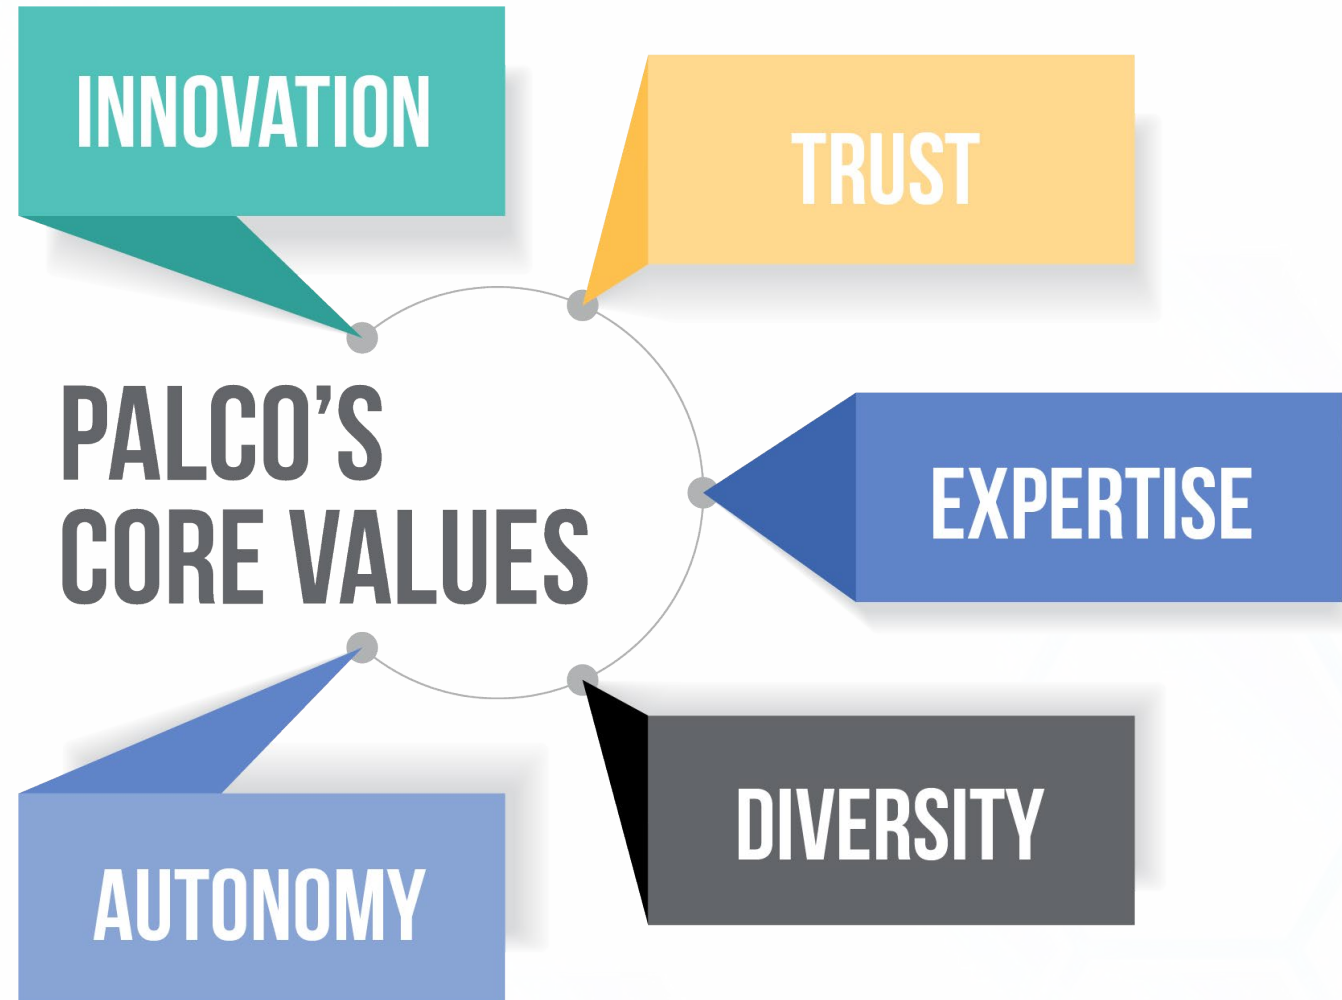 INNOVATION
TRUST
PALCO’S
CORE VALUES
EXPERTISE
DIVERSITY
AUTONOMY